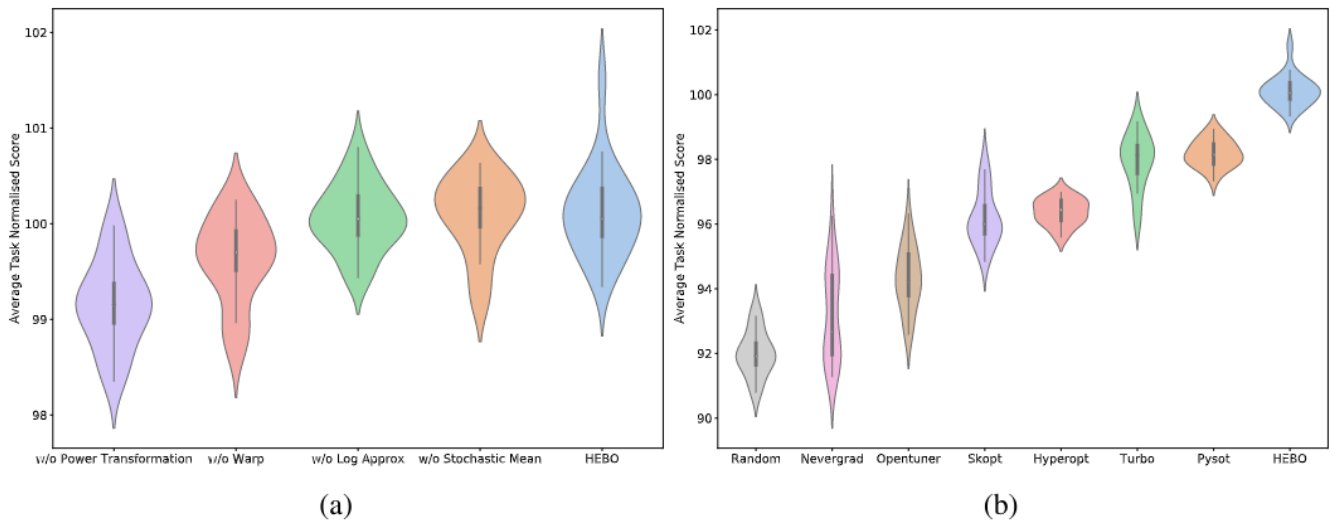 102
101
100
99
98
Average Task Normalised Score
w/o Power Transformation w/o Warp w/o Log Approx w/o Stochastic Mean HEBO
(a)
102
100
98
96
94
92
90
Average Task Normalised Score
Random Nevergrad Opentuner Skopt Hyperopt Turbo Pysot HEBO
(b)